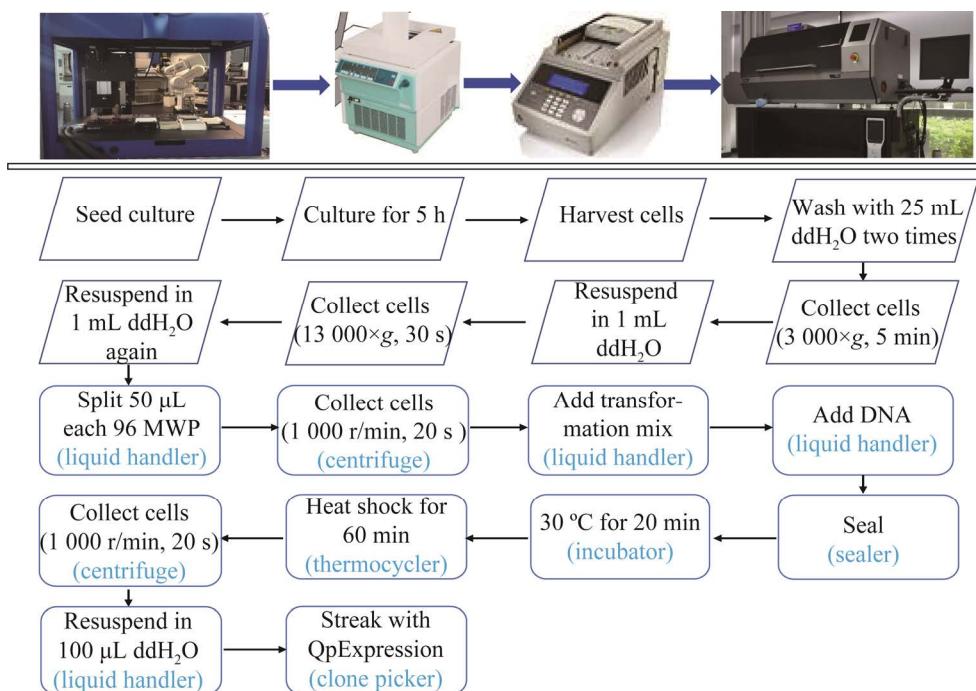 Seed culture
Culture for 5 h
Harvest cells
Wash with 25 mL
ddH₂O two times
Collect cells
(3 000×g, 5 min)
Resuspend
in 1 mL
ddH₂O
Collect cells
(13 000×g, 30 s)
Resuspend in
1 mL ddH₂O
again
Split 50 μL
each 96 MWP
(liquid handler)
Collect cells
(1 000 r/min, 20 s )
(centrifuge)
Add transfor-
mation mix
(liquid handler)
Add DNA
(liquid handler)
Seal
(sealer)
30 ºC for 20 min
(incubator)
Heat shock for
60 min
(thermocycler)
Collect cells
(1 000 r/min, 20 s)
(centrifuge)
Resuspend in
100 μL ddH₂O
(liquid handler)
Streak with
QpExpression
(clone picker)